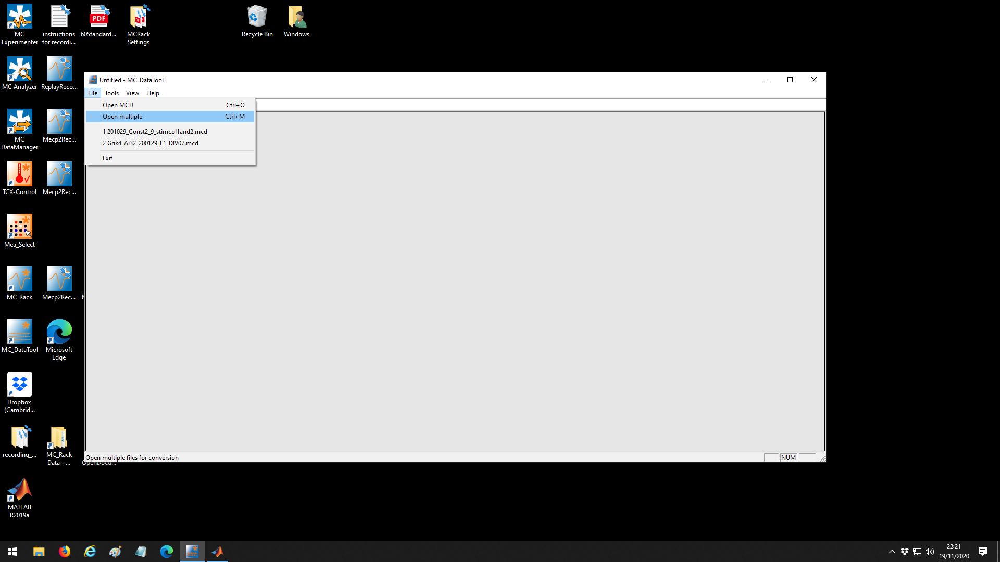 MC
Experimenter
instructions
for recordi...
PDF
60Standard...
MCRack
Settings
Recycle Bin
Windows
MC Analyzer
ReplayReco...
MC
DataManager
Mecp2Rec...
TCX-Control
Mecp2Rec...
Mea_Select
MC_Rack
Mecp2Rec...
MC_DataTool
Microsoft
Edge
Dropbox
(Cambrid...
recording_...
MC_Rack
Data - ...
MATLAB
R2019a
Untitled - MC_DataTool
File Tools View Help
Open MCD Ctrl+O
Open multiple Ctrl+M
1 201029_Const2_9_stimcol1and2.mcd
2 Grik4_Ai32_200129_L1_DIV07.mcd
Exit
Open multiple files for conversion
NUM
OpenDocu...
22:21
19/11/2020